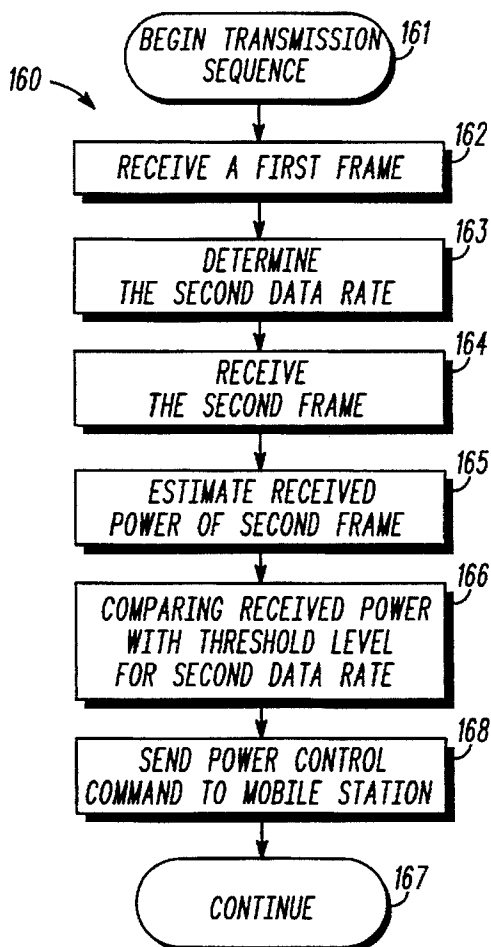 BEGIN TRANSMISSION
SEQUENCE
161
160
162
RECEIVE A FIRST FRAME
163
DETERMINE
THE SECOND DATA RATE
164
RECEIVE
THE SECOND FRAME
165
ESTIMATE RECEIVED
POWER OF SECOND FRAME
166
COMPARING RECEIVED POWER
WITH THRESHOLD LEVEL
FOR SECOND DATA RATE
168
SEND POWER CONTROL
COMMAND TO MOBILE STATION
167
CONTINUE